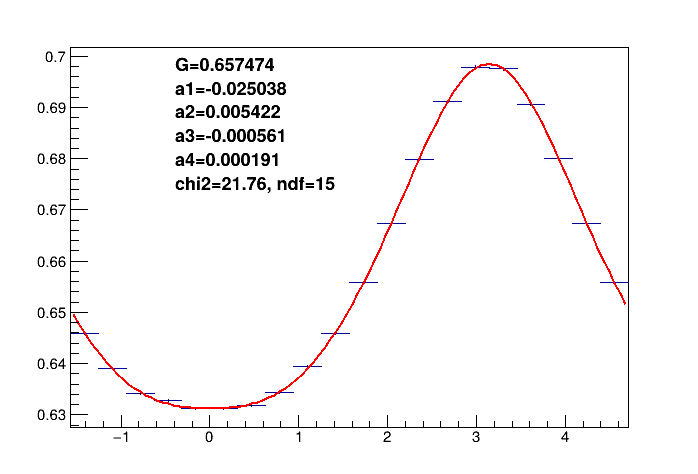 G=0.657474
a1=-0.025038
a2=0.005422
a3=-0.000561
a4=0.000191
chi2=21.76, ndf=15
0.7
0.69
0.68
0.67
0.66
0.65
0.64
0.63
−1 0 1 2 3 4